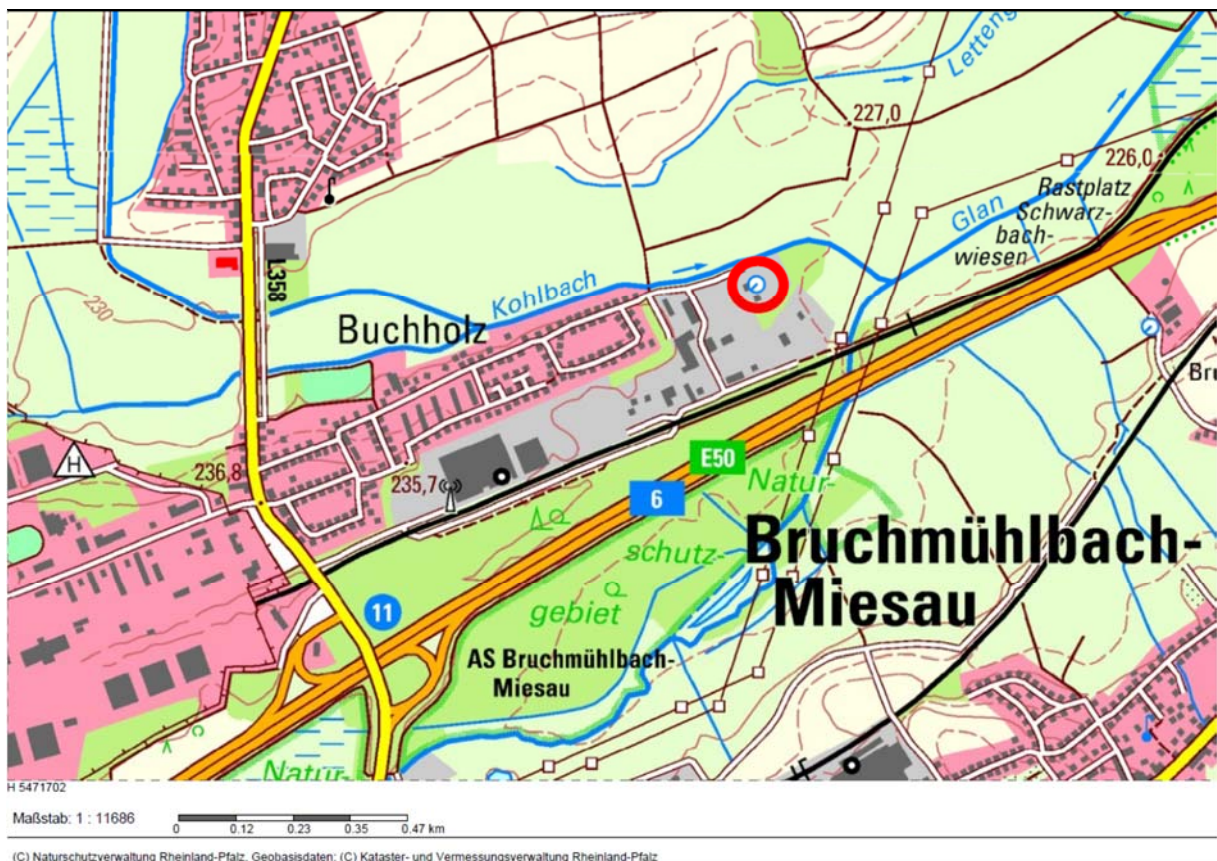 Letteng
227,0
226,0
Rastplatz
Schwarz-
bach-
wiesen
Glan
L358
Kohlbach
230
Buchholz
Bru
H
236,8
235,7
E50
6
Natur-
schutz-
gebiet
Bruchmühlbach-
Miesau
11
AS Bruchmühlbach-
Miesau
Natur-
H 5471702
Maßstab: 1 : 11686
0 0.12 0.23 0.35 0.47 km
(C) Naturschutzverwaltung Rheinland-Pfalz, Geobasisdaten: (C) Kataster- und Vermessungsverwaltung Rheinland-Pfalz